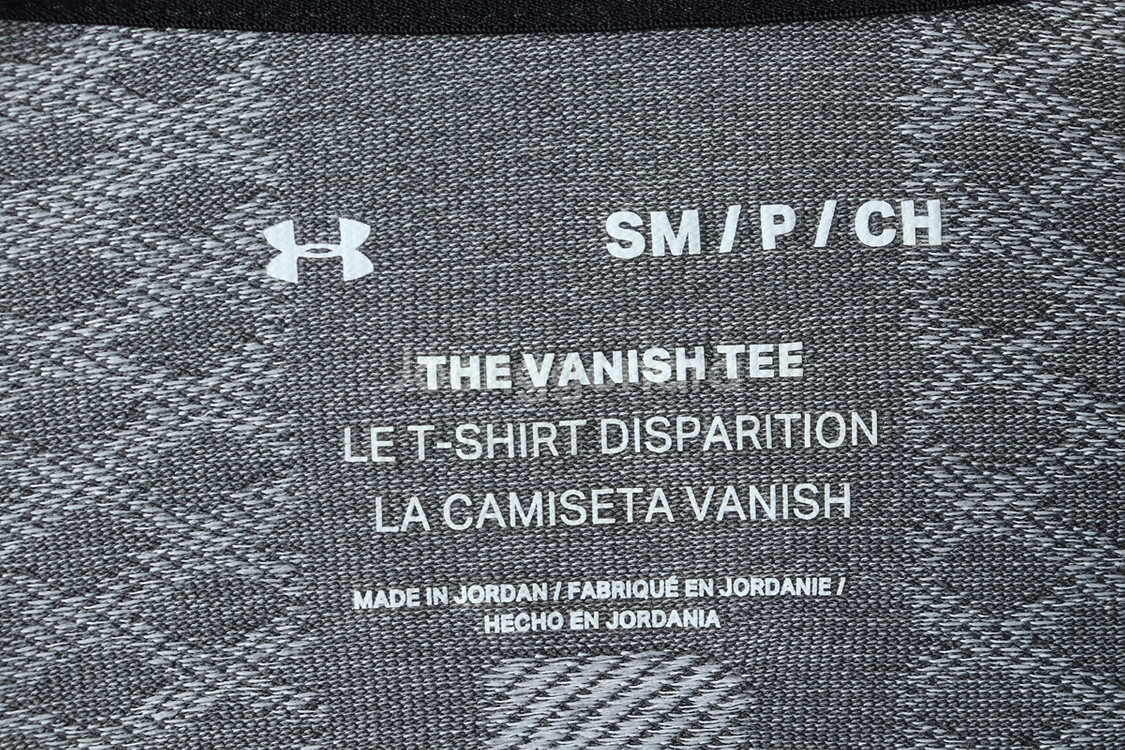 SM / P / CH
THE VANISH TEE
LE T-SHIRT DISPARITION
LA CAMISETA VANISH
MADE IN JORDAN / FABRIQUÉ EN JORDANIE /
HECHO EN JORDANIA